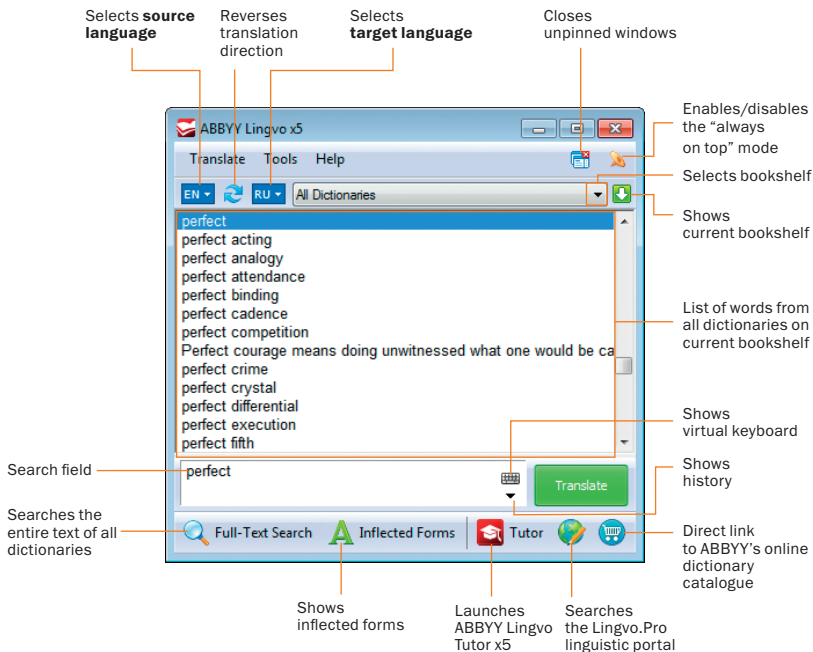 Selects source
language
Reverses
translation
direction
Selects
target language
Closes
unpinned windows
ABBYY Lingvo x5
Translate Tools Help
EN RU All Dictionaries
perfect
perfect acting
perfect analogy
perfect attendance
perfect binding
perfect cadence
perfect competition
Perfect courage means doing unwitnessed what one would be ca
perfect crime
perfect crystal
perfect differential
perfect execution
perfect fifth
perfect
Translate
Full-Text Search Inflected Forms Tutor
Enables/disables
the “always
on top” mode
Selects bookshelf
Shows
current bookshelf
List of words from
all dictionaries on
current bookshelf
Shows
virtual keyboard
Shows
history
Direct link
to ABBYY’s online
dictionary
catalogue
Search field
Searches the
entire text of all
dictionaries
Shows
inflected forms
Launches
ABBYY Lingvo
Tutor x5
Searches
the Lingvo.Pro
linguistic portal